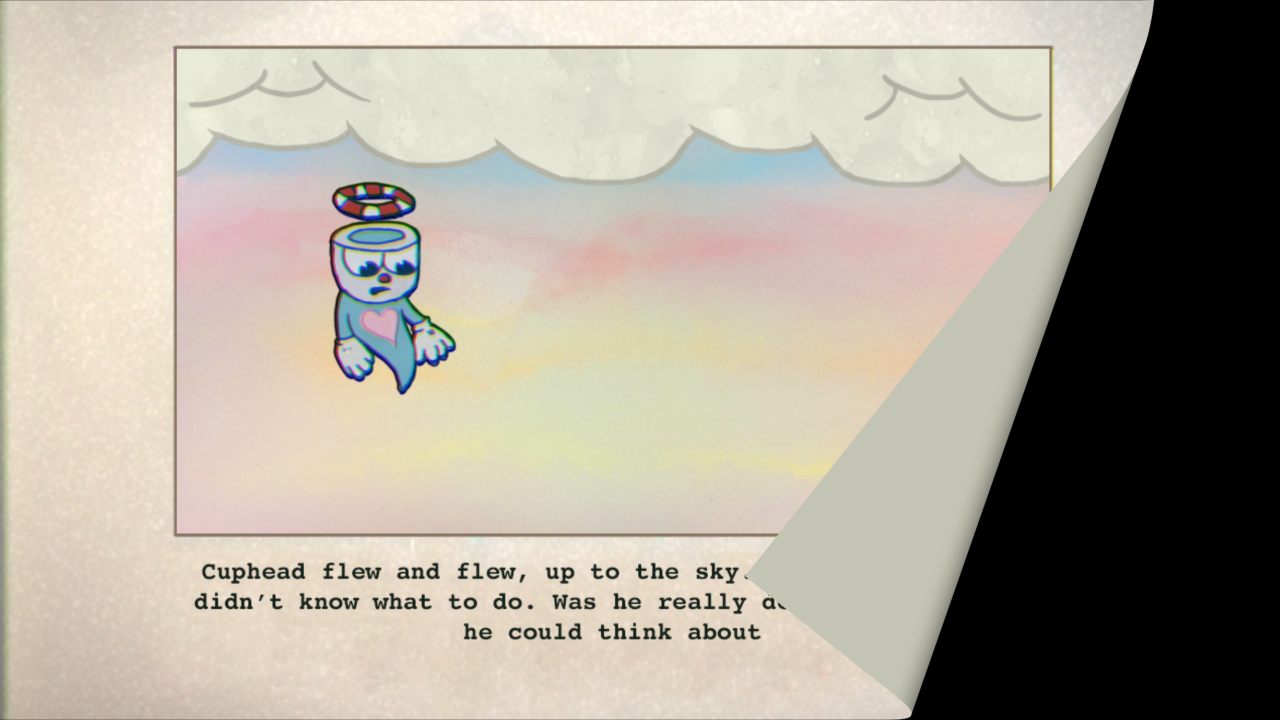 Cuphead flew and flew, up to the sky.
didn’t know what to do. Was he really
he could think about